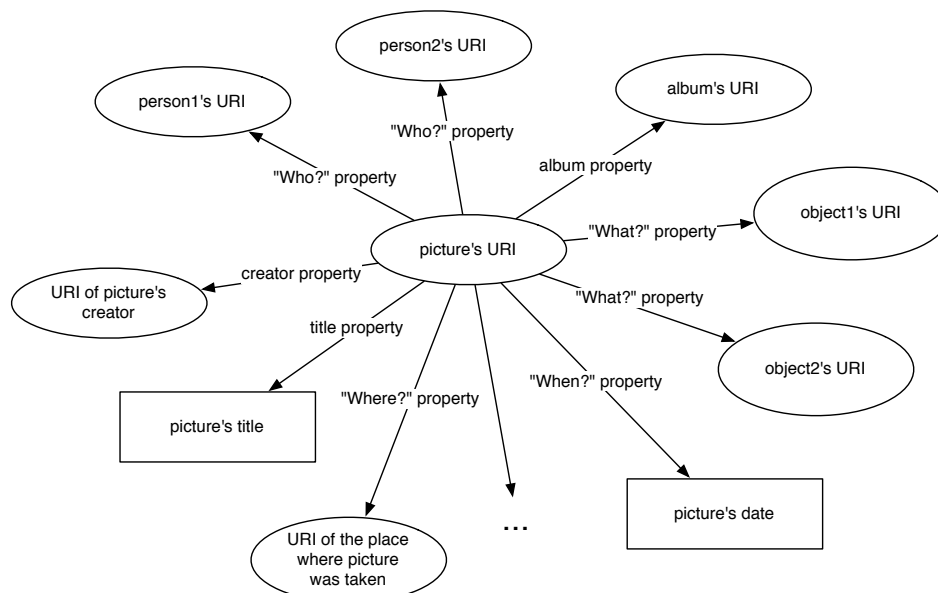 person2's URI
person1's URI
album's URI
"Who?" property
album property
"Who?" property
object1's URI
"What?" property
picture's URI
creator property
URI of picture's
creator
"What?" property
title property
object2's URI
"When?" property
"Where?" property
picture's title
picture's date
...
URI of the place
where picture
was taken